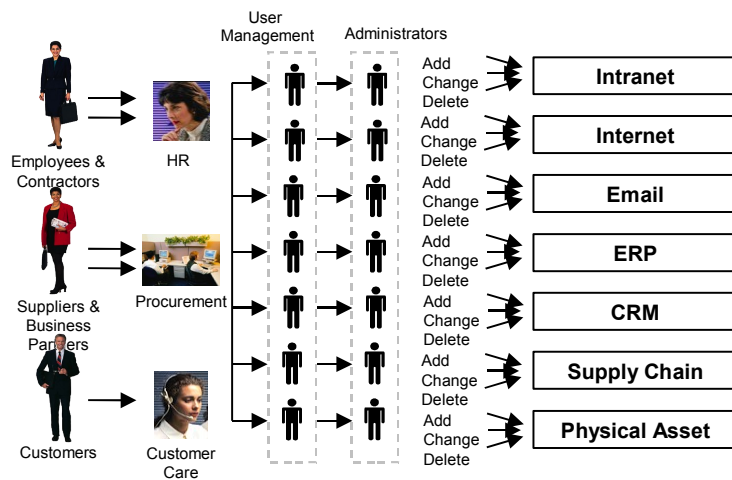 User
Management
Administrators
Employees &
Contractors
HR
Suppliers &
Business
Partners
Procurement
Customers
Customer
Care
Add
Change
Delete
Intranet
Add
Change
Delete
Internet
Add
Change
Delete
Email
Add
Change
Delete
ERP
Add
Change
Delete
CRM
Add
Change
Delete
Supply Chain
Add
Change
Delete
Physical Asset